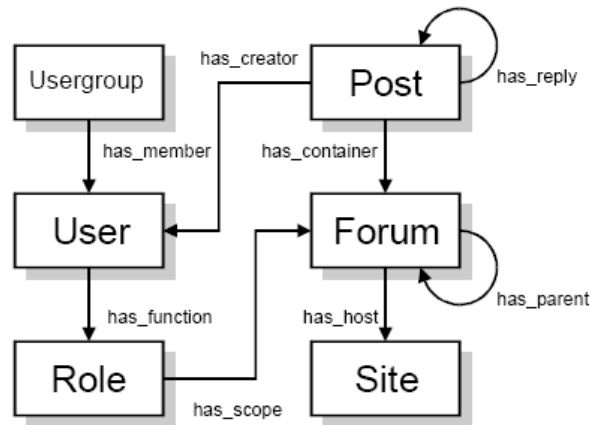 has_creator
Usergroup
Post
has_reply
has_member
has_container
User
Forum
has_function
has_host
has_parent
Role
Site
has_scope